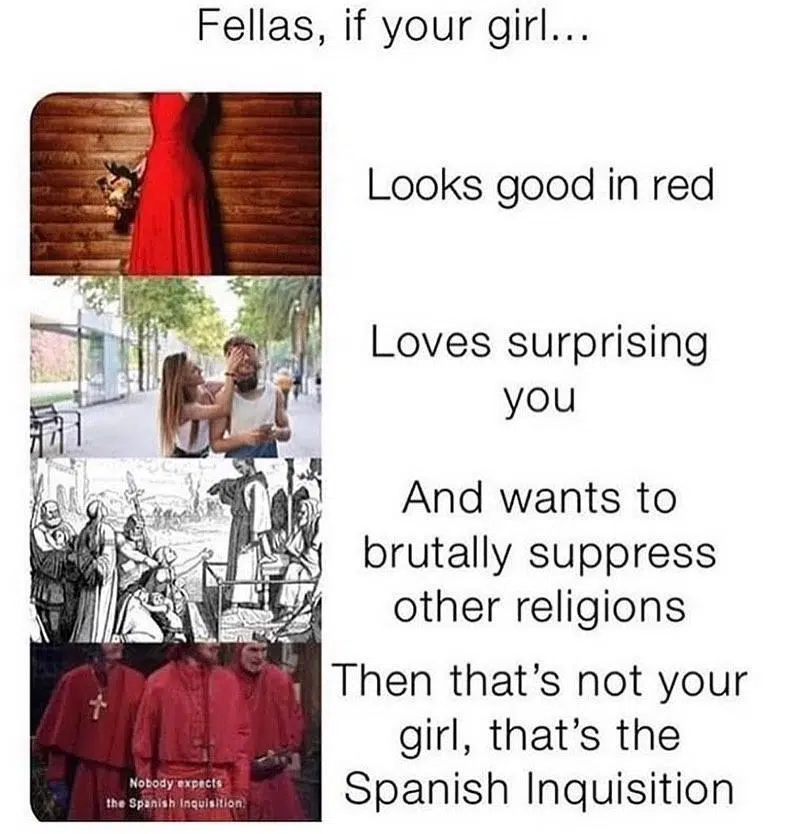 Fellas, if your girl...
Looks good in red
Loves surprising
you
And wants to
brutally suppress
other religions
Then that’s not your
girl, that’s the
Spanish Inquisition
Nobody expects
the Spanish Inquisition!